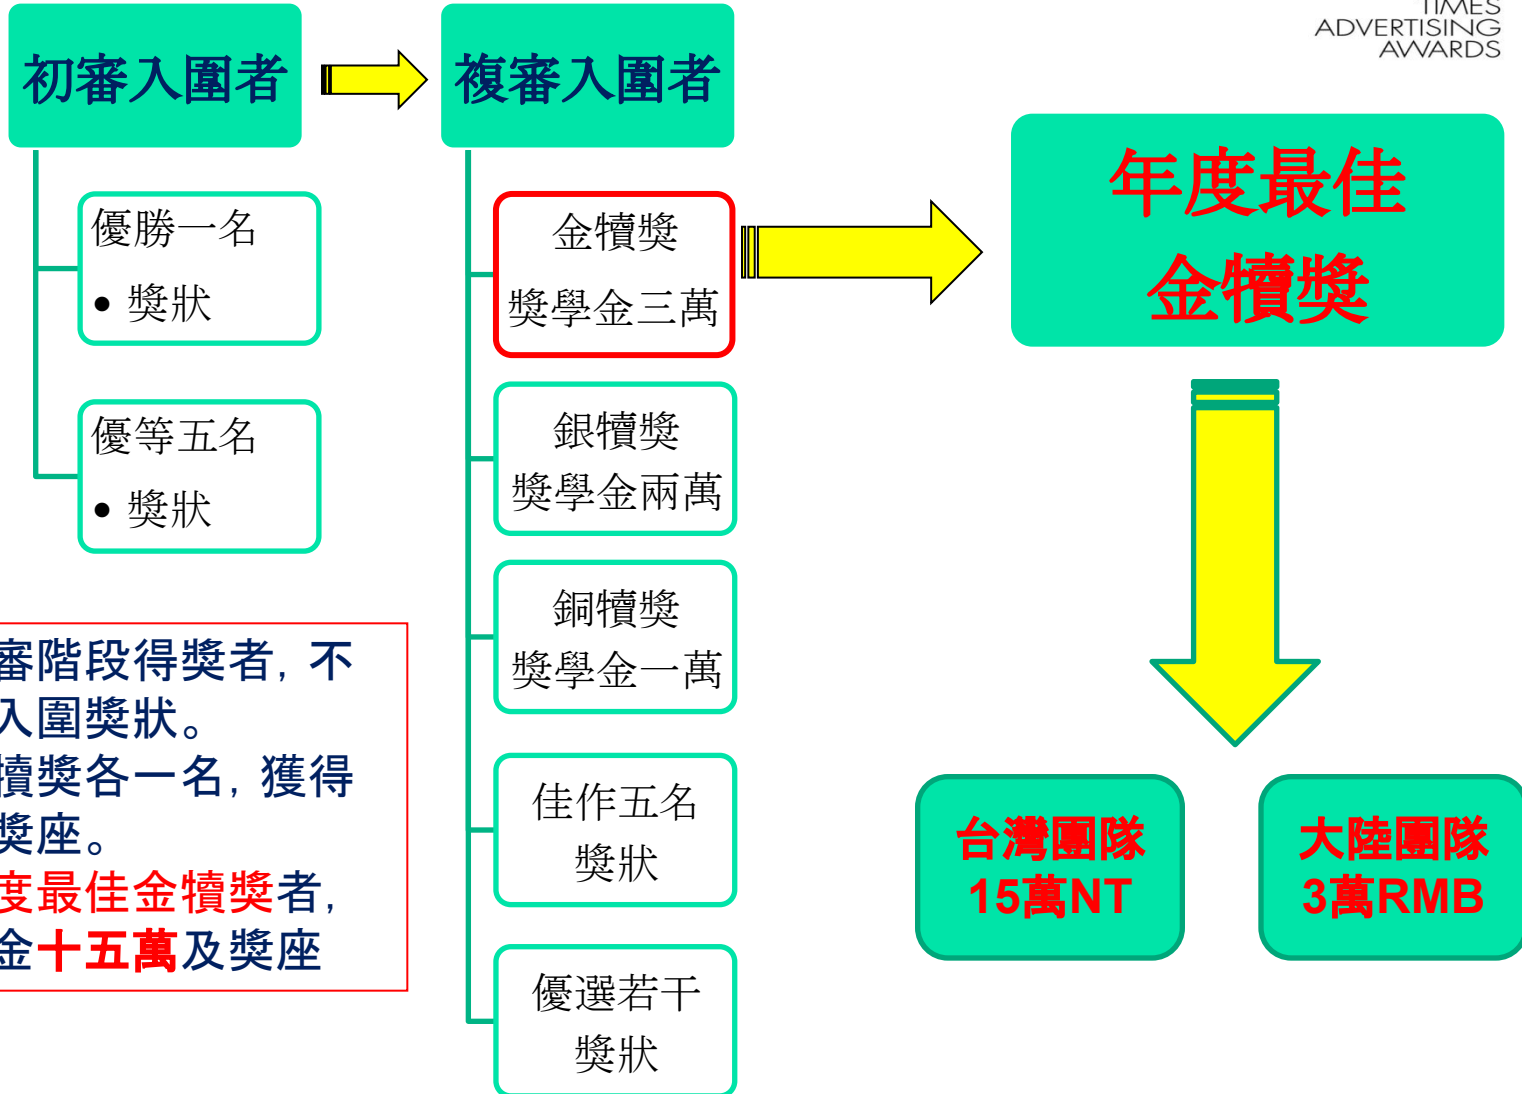 TIMES
ADVERTISING
AWARDS
初審入圍者
複審入圍者
優勝一名
• 獎狀
優等五名
• 獎狀
金犢獎
獎學金三萬
銀犢獎
獎學金兩萬
銅犢獎
獎學金一萬
佳作五名
獎狀
優選若干
獎狀
年度最佳
金犢獎
台灣團隊
15萬NT
大陸團隊
3萬RMB
審階段得獎者, 不
入圍獎狀。
犢獎各一名, 獲得
獎座。
度最佳金犢獎者,
金十五萬及獎座